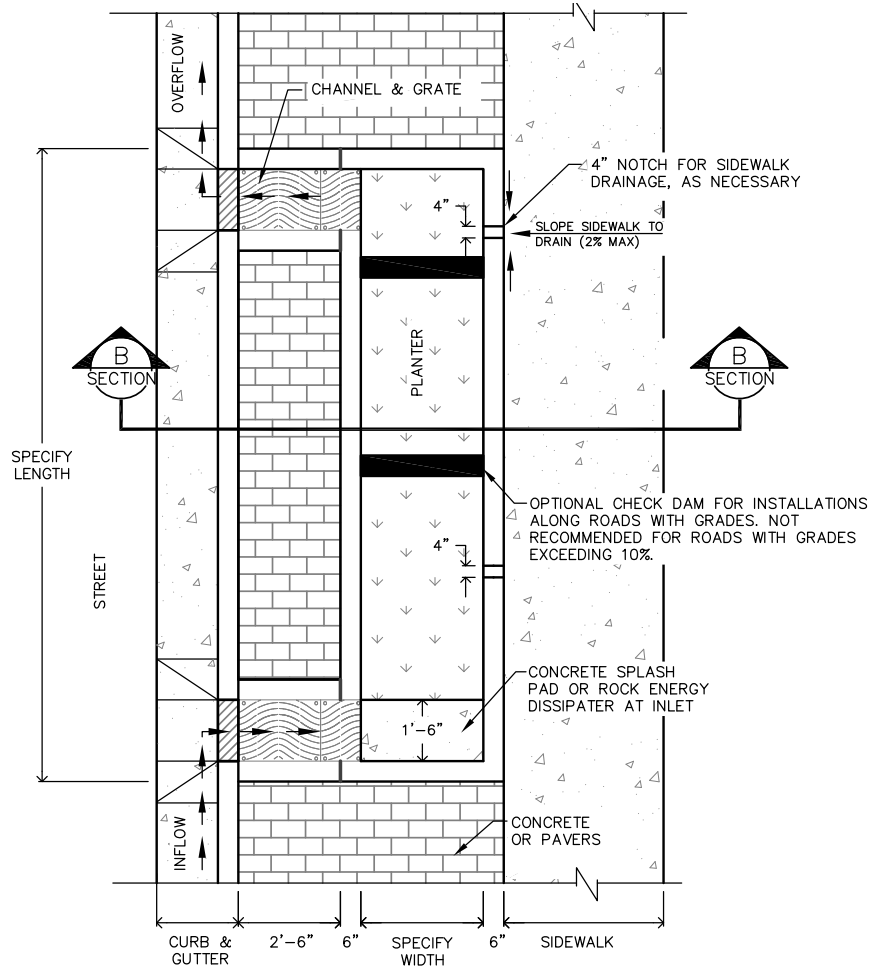 OVERFLOW
CHANNEL & GRATE
4” NOTCH FOR SIDEWALK
DRAINAGE, AS NECESSARY
4”
SLOPE SIDEWALK TO
DRAIN (2% MAX)
B
SECTION
PLANTER
B
SECTION
SPECIFY
LENGTH
OPTIONAL CHECK DAM FOR INSTALLATIONS
ALONG ROADS WITH GRADES. NOT
RECOMMENDED FOR ROADS WITH GRADES
EXCEEDING 10%.
4”
STREET
CONCRETE SPLASH
PAD OR ROCK ENERGY
DISSIPATER AT INLET
1’-6”
INFLOW
CONCRETE
OR PAVERS
CURB &
GUTTER
2’-6”
6”
SPECIFY
WIDTH
6”
SIDEWALK